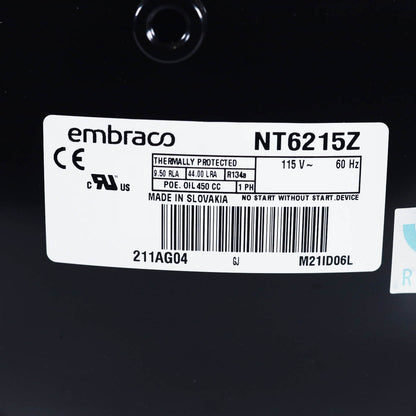 embraco NT6215Z
CE
THERMALLY PROTECTED 115 V~ 60 Hz
9.50 RLA 44.00 LRA R134a
c UL US
POE. OIL 450 CC 1 PH
MADE IN SLOVAKIA NO START WITHOUT START.DEVICE
211AG04 GJ M21ID06L
R